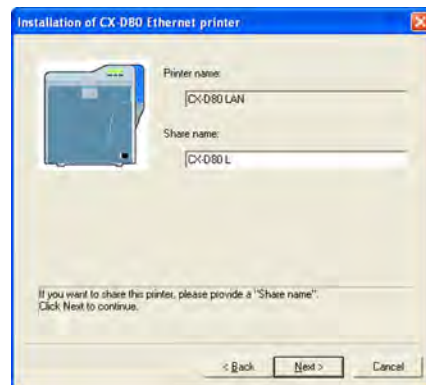 Installation of CX-D80 Ethernet printer
Printer name:
CX-D80 LAN
Share name:
CX-D80 L
If you want to share this printer, please provide a "Share name".
Click Next to continue.
< Back
Next >
Cancel